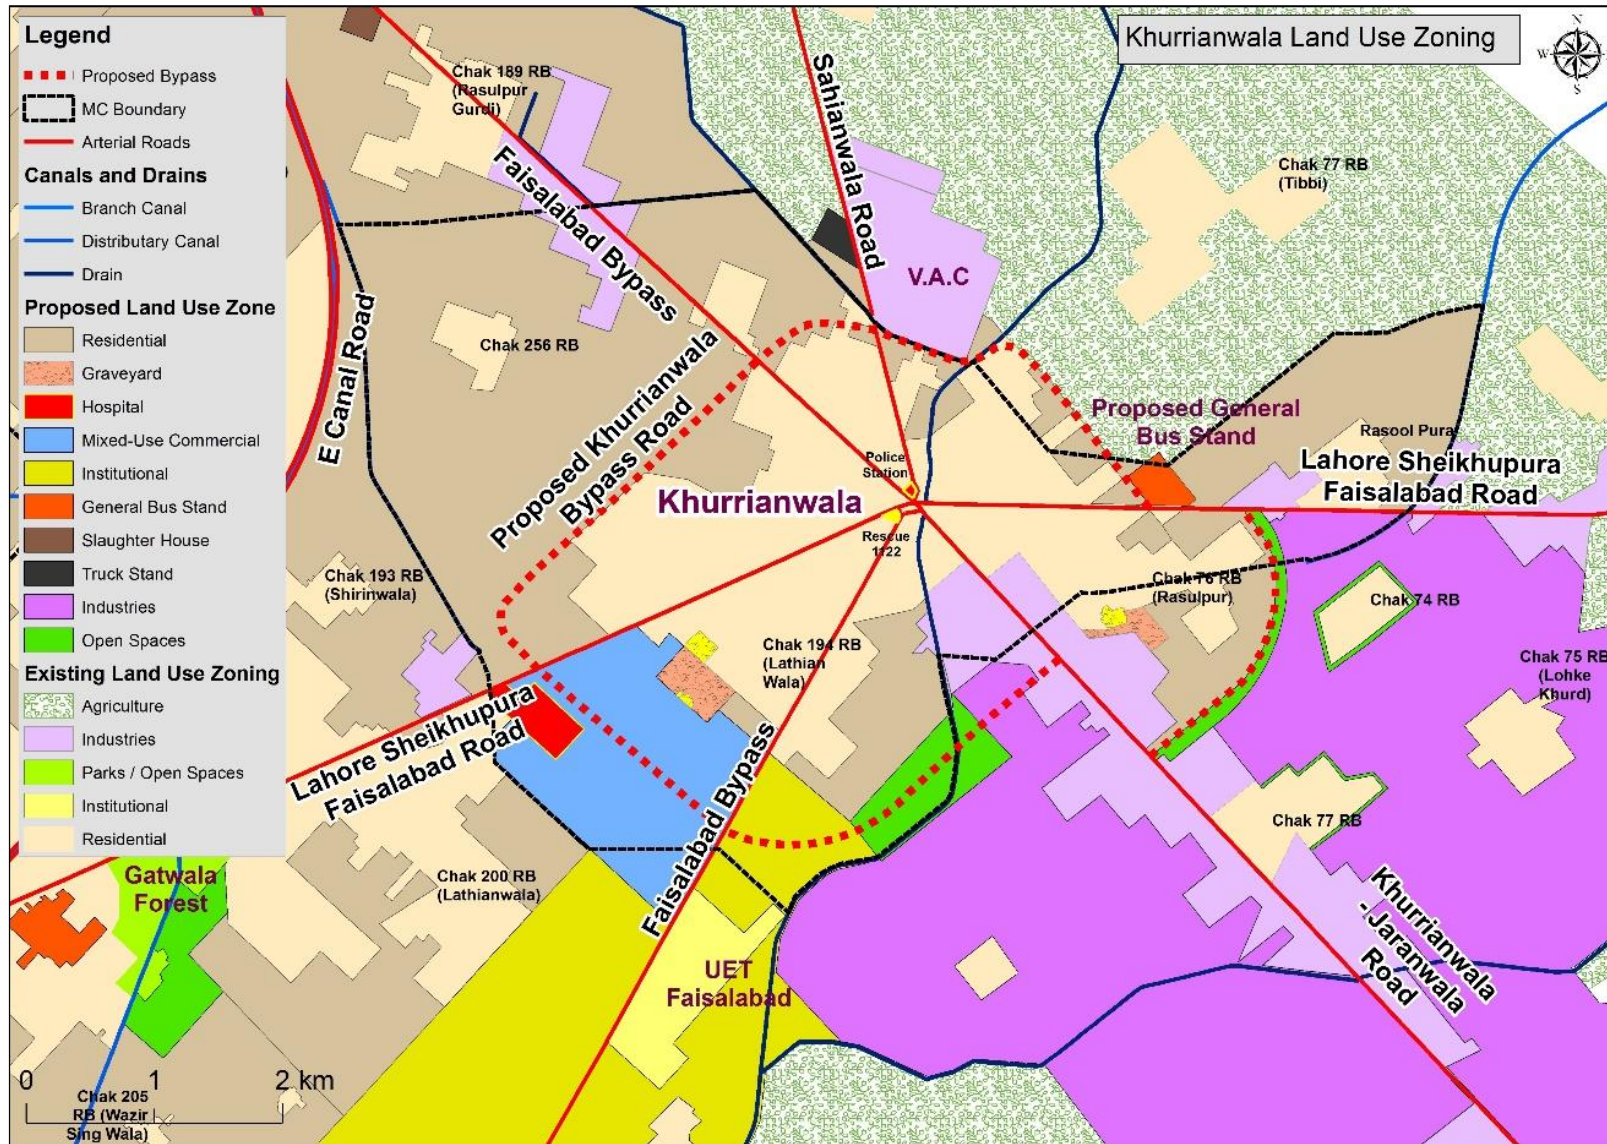 Khurrianwala Land Use Zoning
N
W
E
S
Legend
Proposed Bypass
MC Boundary
Arterial Roads
Canals and Drains
Branch Canal
Distributary Canal
Drain
Proposed Land Use Zone
Residential
Graveyard
Hospital
Mixed-Use Commercial
Institutional
General Bus Stand
Slaughter House
Truck Stand
Industries
Open Spaces
Existing Land Use Zoning
Agriculture
Industries
Parks / Open Spaces
Institutional
Residential
Chak 189 RB
(Rasulpur
Gurdi)
Faisalabad Bypass
Sahianwala Road
Chak 77 RB
(Tibbi)
V.A.C
E Canal Road
Chak 256 RB
Proposed Khurrianwala
Bypass Road
Proposed General
Bus Stand
Rasool Pura
Lahore Sheikhupura
Faisalabad Road
Police
Station
Khurrianwala
Rescue
1122
Chak 193 RB
(Shirinwala)
Chak 76 RB
(Rasulpur)
Chak 74 RB
Chak 194 RB
(Lathian
Wala)
Chak 75 RB
(Lohke
Khurd)
Lahore Sheikhupura
Faisalabad Road
Faisalabad Bypass
Chak 77 RB
Gatwala
Forest
Chak 200 RB
(Lathianwala)
Khurrianwala
- Jaranwala
Road
UET
Faisalabad
0 1 2 km
Chak 205
RB (Wazir
Sing Wala)